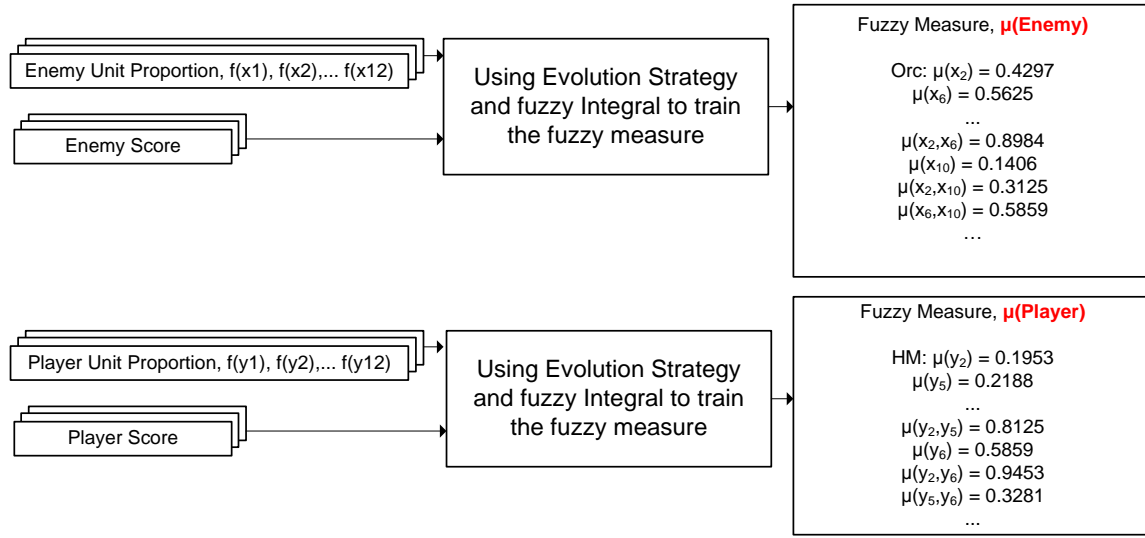 Enemy Unit Proportion, f(x1), f(x2),... f(x12)
Enemy Score
Using Evolution Strategy
and fuzzy Integral to train
the fuzzy measure
Fuzzy Measure, µ(Enemy)
Orc: µ(x₂) = 0.4297
µ(x₆) = 0.5625
...
µ(x₂,x₆) = 0.8984
µ(x₁₀) = 0.1406
µ(x₂,x₁₀) = 0.3125
µ(x₆,x₁₀) = 0.5859
...
Player Unit Proportion, f(y1), f(y2),... f(y12)
Player Score
Using Evolution Strategy
and fuzzy Integral to train
the fuzzy measure
Fuzzy Measure, µ(Player)
HM: µ(y₂) = 0.1953
µ(y₅) = 0.2188
...
µ(y₂,y₅) = 0.8125
µ(y₆) = 0.5859
µ(y₂,y₆) = 0.9453
µ(y₅,y₆) = 0.3281
...